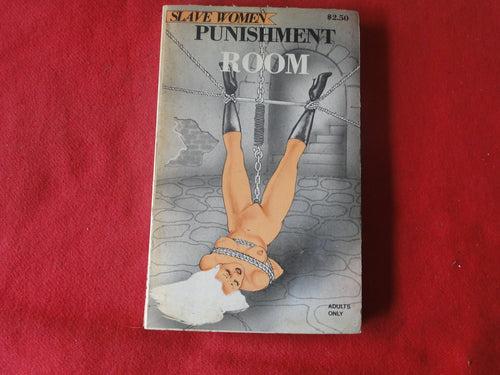 SLAVE WOMEN
$2.50
PUNISHMENT
ROOM
ADULTS
ONLY